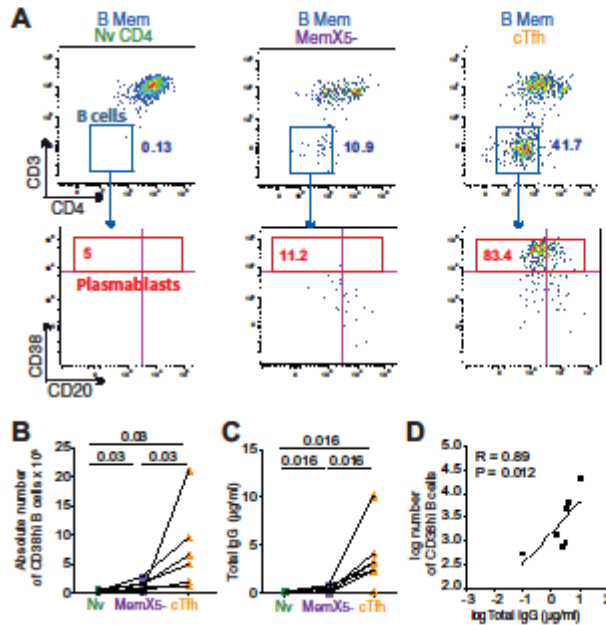 A
B Mem
Nv CD4
B Mem
MemX5-
B Mem
cTfh
B cells
0.13
10.9
41.7
CD3
CD4
5
11.2
83.4
Plasmablasts
CD38
CD20
B
0.03
0.03 0.03
25
20
15
10
5
0
Absolute number
of CD38hi B cells x 10
Nv MemX5- cTfh
C
0.016
0.016 0.016
15
10
5
0
Total IgG (µg/ml)
Nv MemX5- cTfh
D
R = 0.89
P = 0.012
5.0
4.5
4.0
3.5
3.0
2.5
2.0
log number
of CD38hi B cells
-3 -2 -1 0 1 2
log Total IgG (µg/ml)